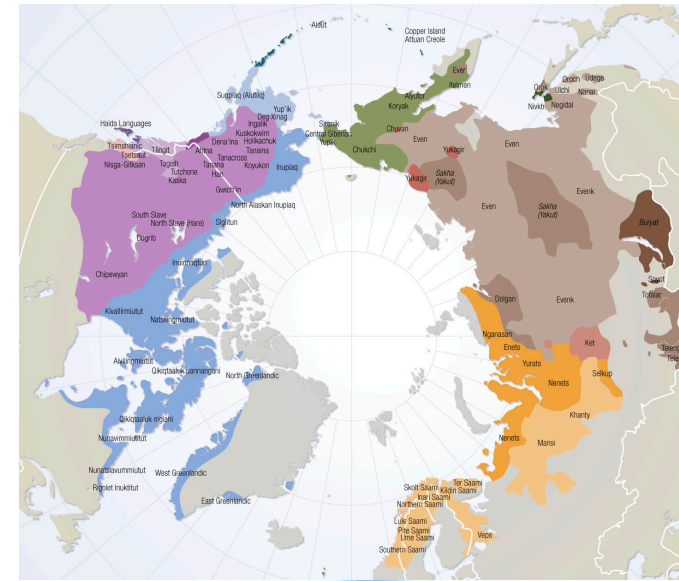 Aleut
Copper Island
Attuan Creole
Even
Itelmen
Alyutor
Koryak
Orok
Oroch
Udege
Ulchi
Nanai
Nivkh
Negidal
Sugpiaq (Alutiiq)
Yup'ik
Deg Xinag
Ingalik
Kuskokwim
Holikachuk
Haida Languages
Sirenik
Central Siberian
Yupik
Chuvan
Even
Even
Chukchi
Yukagir
Dena'ina
Tanaina
Ahtna
Tanacross
Koyukon
Tanana
Han
Inupiaq
Tsimshianic
Tsetsaut
Nisga-Gitksan
Tlingit
Tagish
Tutchone
Kaska
Gwich'in
Yukagir
Sakha
(Yakut)
Evenk
North Alaskan Inupiaq
Even
Sakha
(Yakut)
South Slave
North Slave (Hare)
Siglitun
Buryat
Dogrib
Inuinnaqtun
Chipewyan
Soyot
Tofalar
Dolgan
Evenk
Kivallirmiutut
Natsilingmiutut
Nganasan
Enets
Ket
Teleng
Tele
Aivilingmiutut
Qikiqtaaluk uannangani
North Greenlandic
Yurats
Nenets
Selkup
Qikiqtaaluk nigiani
Khanty
Nunavimmiutitut
Nenets
Mansi
Nunatsiavummiutut
Rigolet Inuktitut
West Greenlandic
East Greenlandic
Skolt Saami
Ter Saami
Kildin Saami
Inari Saami
Northern Saami
Lule Saami
Pite Saami
Ume Saami
Southern Saami
Veps